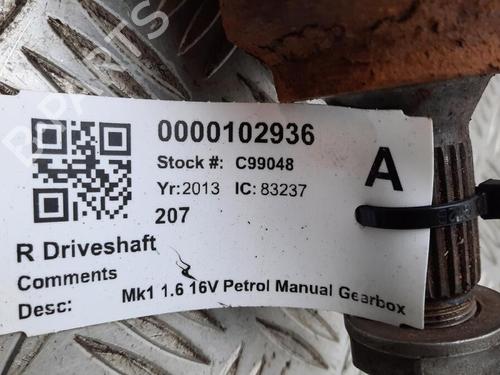 0000102936
Stock #: C99048
Yr:2013 IC: 83237
207
A
R Driveshaft
Comments
Desc: Mk1 1.6 16V Petrol Manual Gearbox